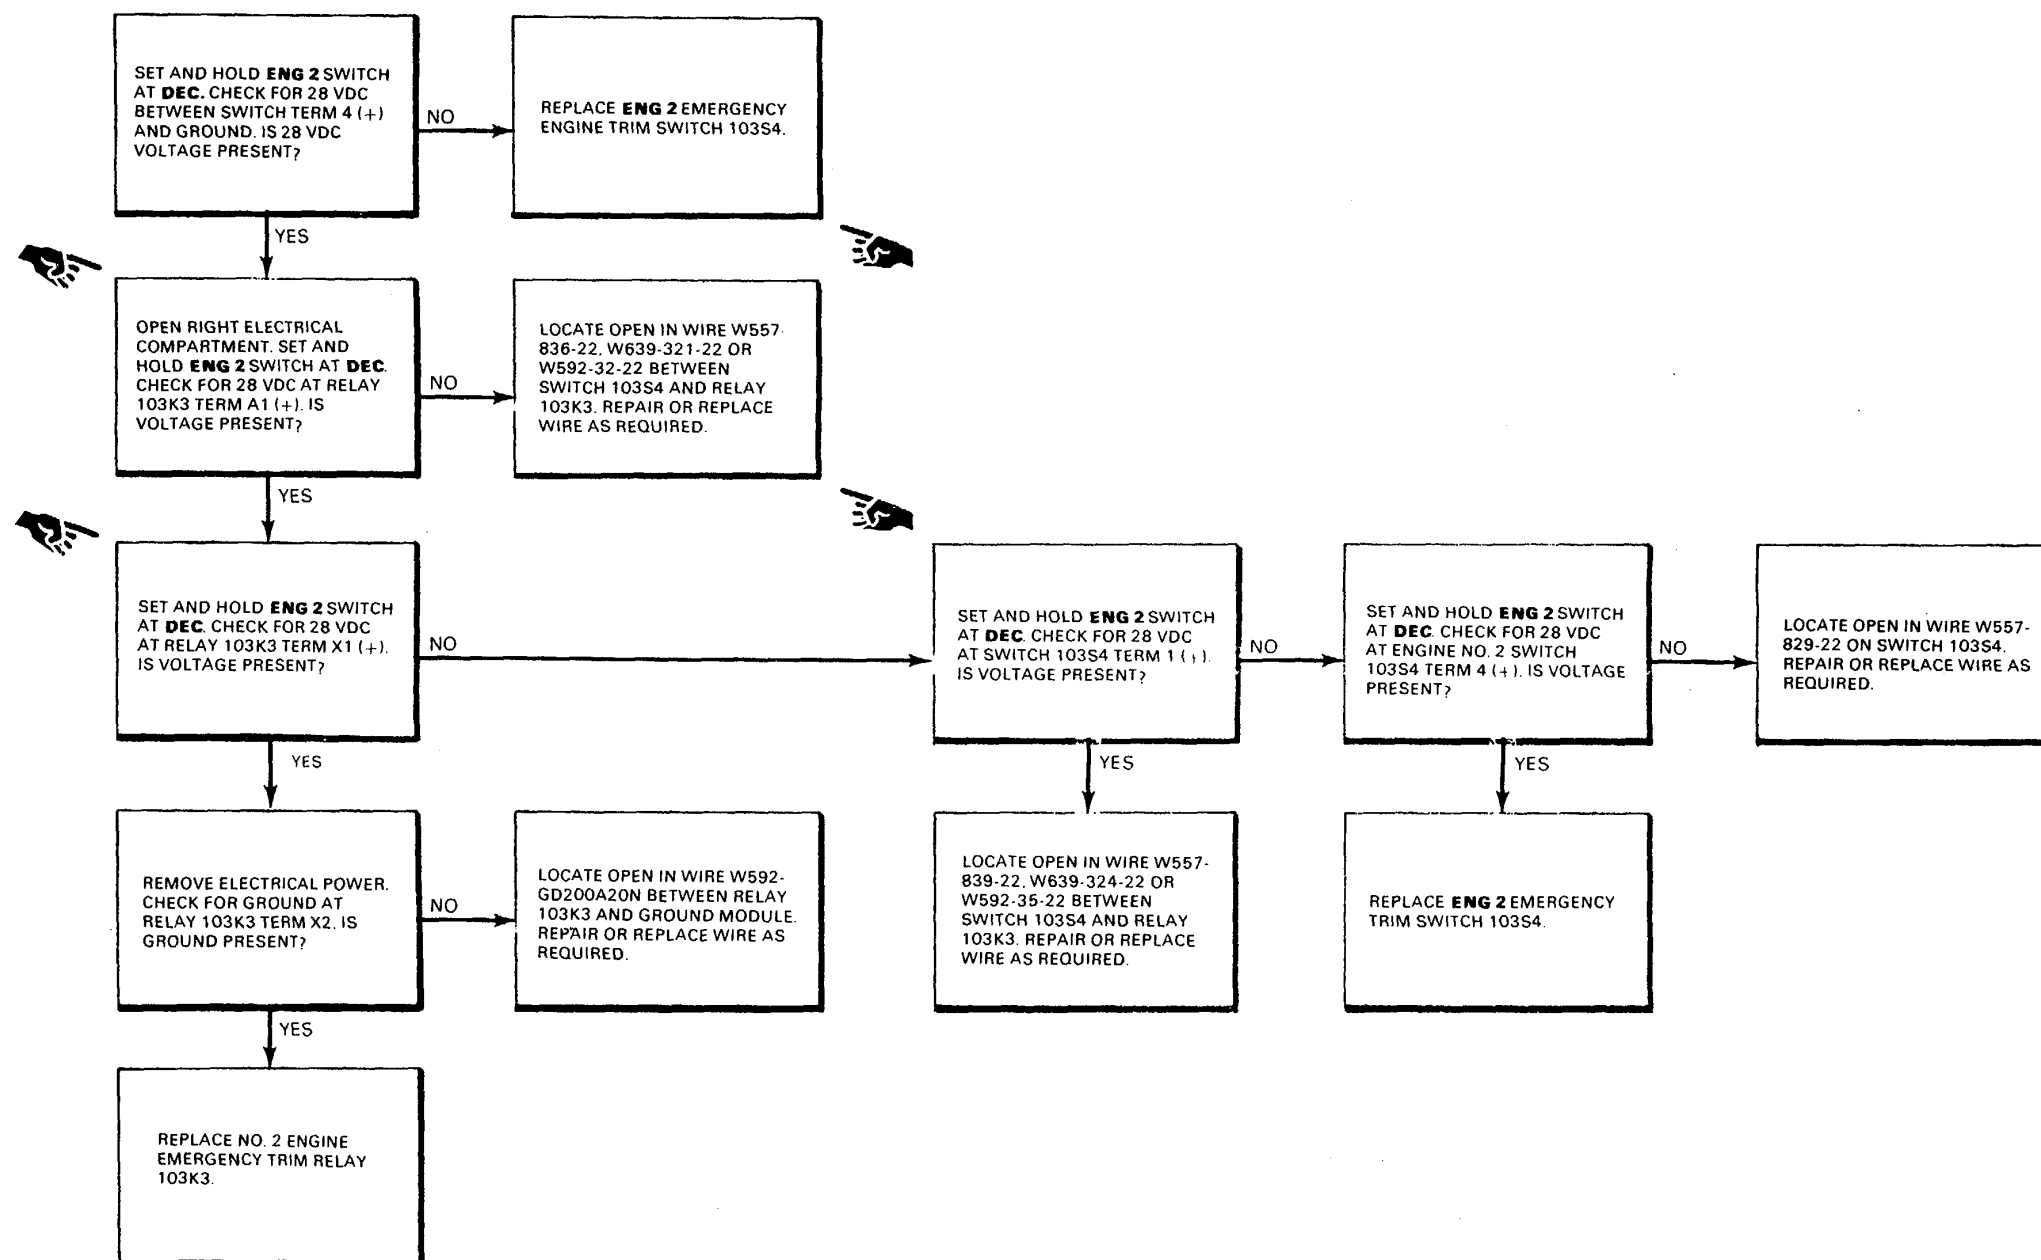 SET AND HOLD ENG 2 SWITCH
AT DEC. CHECK FOR 28 VDC
BETWEEN SWITCH TERM 4 (+)
AND GROUND. IS 28 VDC
VOLTAGE PRESENT?
NO
REPLACE ENG 2 EMERGENCY
ENGINE TRIM SWITCH 103S4.
YES
OPEN RIGHT ELECTRICAL
COMPARTMENT. SET AND
HOLD ENG 2 SWITCH AT DEC.
CHECK FOR 28 VDC AT RELAY
103K3 TERM A1 (+). IS
VOLTAGE PRESENT?
NO
LOCATE OPEN IN WIRE W557-
836-22, W639-321-22 OR
W592-32-22 BETWEEN
SWITCH 103S4 AND RELAY
103K3. REPAIR OR REPLACE
WIRE AS REQUIRED.
YES
SET AND HOLD ENG 2 SWITCH
AT DEC. CHECK FOR 28 VDC
AT RELAY 103K3 TERM X1 (+).
IS VOLTAGE PRESENT?
NO
SET AND HOLD ENG 2 SWITCH
AT DEC. CHECK FOR 28 VDC
AT SWITCH 103S4 TERM 1 (+).
IS VOLTAGE PRESENT?
NO
SET AND HOLD ENG 2 SWITCH
AT DEC. CHECK FOR 28 VDC
AT ENGINE NO. 2 SWITCH
103S4 TERM 4 (+). IS VOLTAGE
PRESENT?
NO
LOCATE OPEN IN WIRE W557-
829-22 ON SWITCH 103S4.
REPAIR OR REPLACE WIRE AS
REQUIRED.
YES
YES
YES
REMOVE ELECTRICAL POWER.
CHECK FOR GROUND AT
RELAY 103K3 TERM X2. IS
GROUND PRESENT?
NO
LOCATE OPEN IN WIRE W592-
GD200A20N BETWEEN RELAY
103K3 AND GROUND MODULE.
REPAIR OR REPLACE WIRE AS
REQUIRED.
LOCATE OPEN IN WIRE W557-
839-22, W639-324-22 OR
W592-35-22 BETWEEN
SWITCH 103S4 AND RELAY
103K3. REPAIR OR REPLACE
WIRE AS REQUIRED.
REPLACE ENG 2 EMERGENCY
TRIM SWITCH 103S4.
YES
REPLACE NO. 2 ENGINE
EMERGENCY TRIM RELAY
103K3.